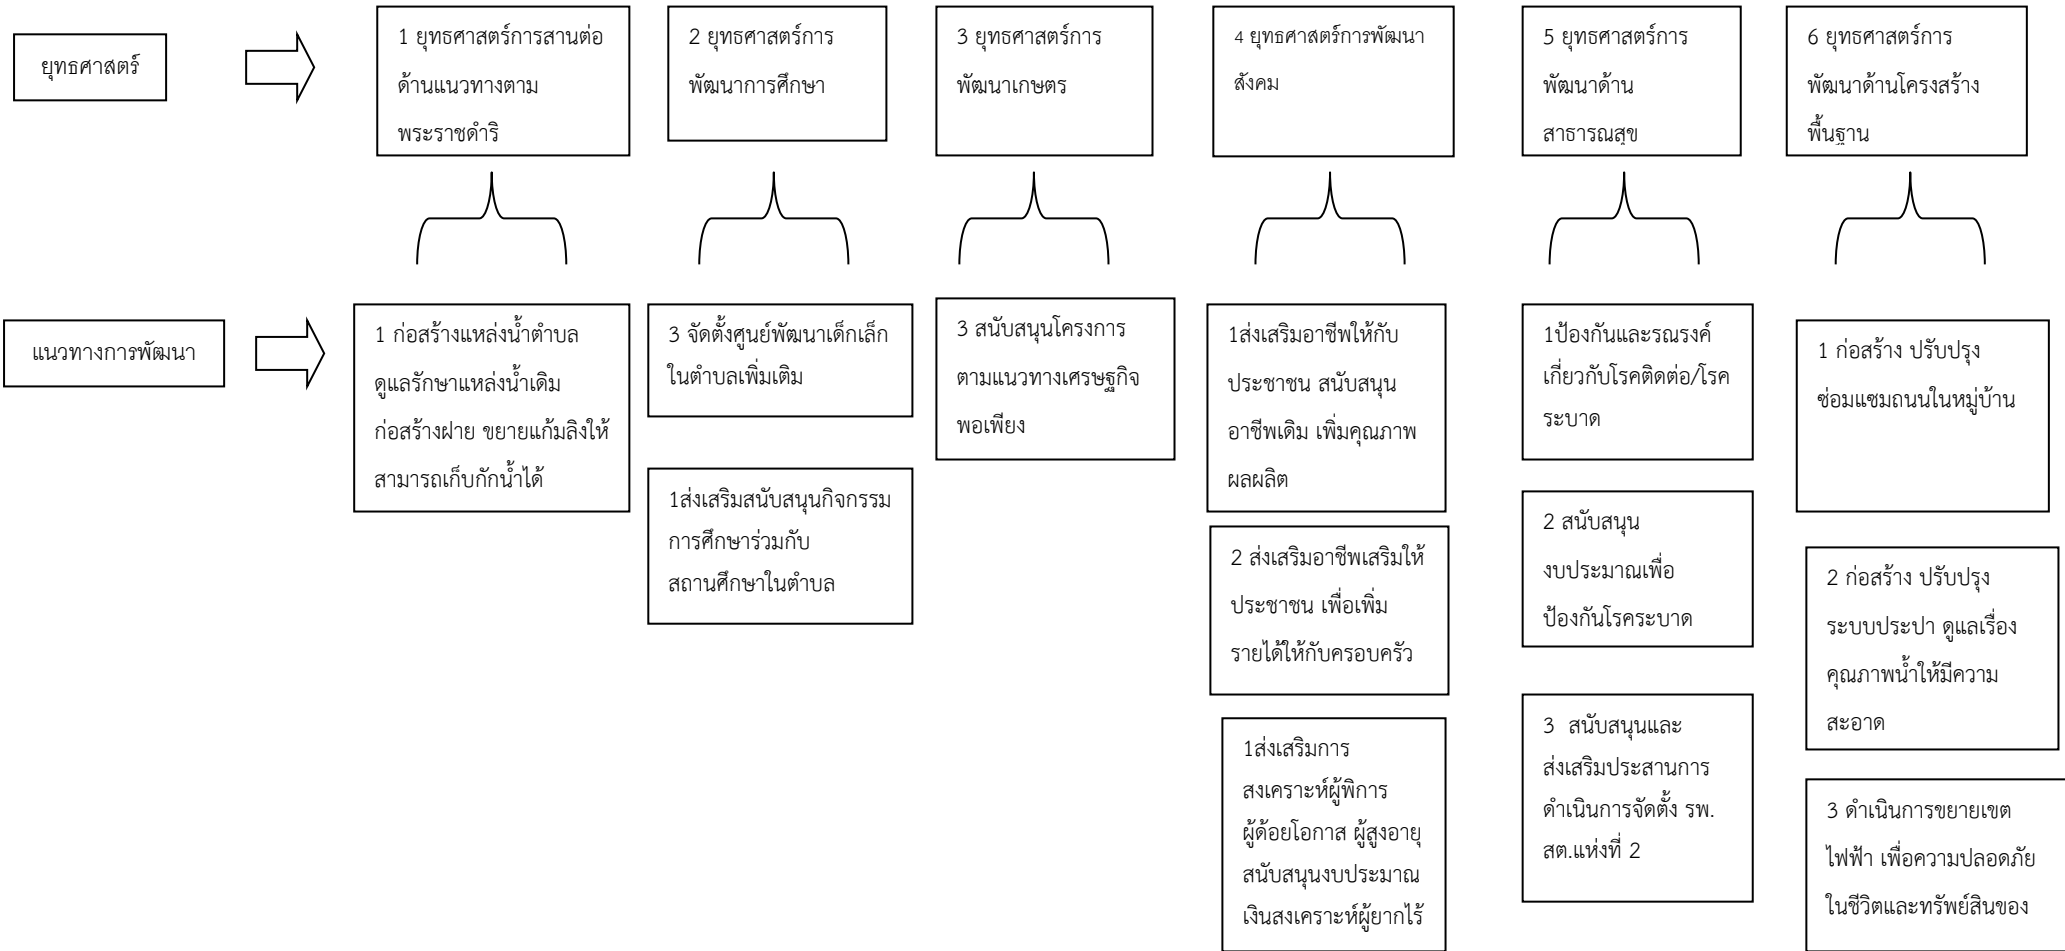 ยุทธศาสตร์
1 ยุทธศาสตร์การสานต่อ
ด้านแนวทางตาม
พระราชดำริ
2 ยุทธศาสตร์การ
พัฒนาการศึกษา
3 ยุทธศาสตร์การ
พัฒนาเกษตร
4 ยุทธศาสตร์การพัฒนา
สังคม
5 ยุทธศาสตร์การ
พัฒนาด้าน
สาธารณสุข
6 ยุทธศาสตร์การ
พัฒนาด้านโครงสร้าง
พื้นฐาน
แนวทางการพัฒนา
1 ก่อสร้างแหล่งน้ำตำบล
ดูแลรักษาแหล่งน้ำเดิม
ก่อสร้างฝาย ขยายแก้มลิงให้
สามารถเก็บกักน้ำได้
3 จัดตั้งศูนย์พัฒนาเด็กเล็ก
ในตำบลเพิ่มเติม
1ส่งเสริมสนับสนุนกิจกรรม
การศึกษาร่วมกับ
สถานศึกษาในตำบล
3 สนับสนุนโครงการ
ตามแนวทางเศรษฐกิจ
พอเพียง
1ส่งเสริมอาชีพให้กับ
ประชาชน สนับสนุน
อาชีพเดิม เพิ่มคุณภาพ
ผลผลิต
2 ส่งเสริมอาชีพเสริมให้
ประชาชน เพื่อเพิ่ม
รายได้ให้กับครอบครัว
1ส่งเสริมการ
สงเคราะห์ผู้พิการ
ผู้ด้อยโอกาส ผู้สูงอายุ
สนับสนุนงบประมาณ
เงินสงเคราะห์ผู้ยากไร้
1ป้องกันและรณรงค์
เกี่ยวกับโรคติดต่อ/โรค
ระบาด
2 สนับสนุน
งบประมาณเพื่อ
ป้องกันโรคระบาด
3 สนับสนุนและ
ส่งเสริมประสานการ
ดำเนินการจัดตั้ง รพ.
สต.แห่งที่ 2
1 ก่อสร้าง ปรับปรุง
ซ่อมแซมถนนในหมู่บ้าน
2 ก่อสร้าง ปรับปรุง
ระบบประปา ดูแลเรื่อง
คุณภาพน้ำให้มีความ
สะอาด
3 ดำเนินการขยายเขต
ไฟฟ้า เพื่อความปลอดภัย
ในชีวิตและทรัพย์สินของ